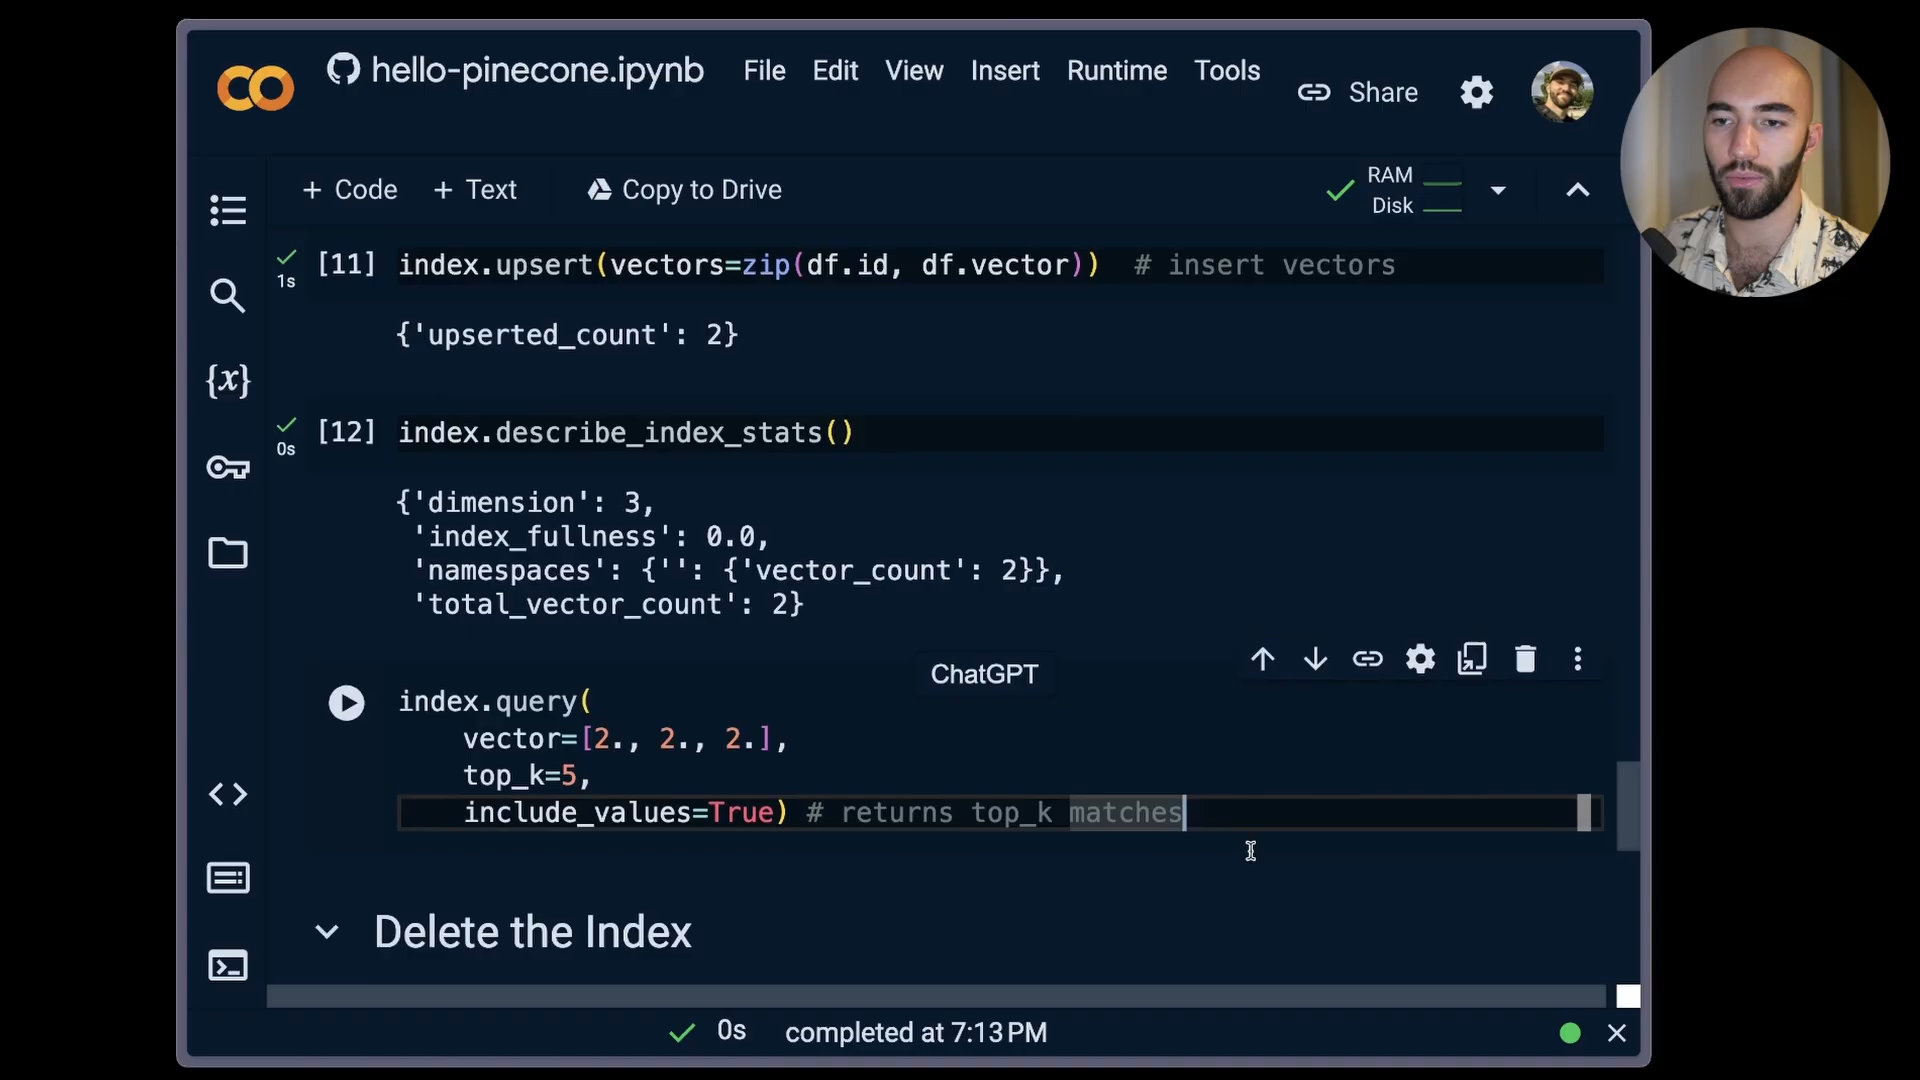 hello-pinecone.ipynb File Edit View Insert Runtime Tools
Share
+ Code + Text Copy to Drive
RAM
Disk
1s
[11] index.upsert(vectors=zip(df.id, df.vector)) # insert vectors
{'upserted_count': 2}
0s
[12] index.describe_index_stats()
{'dimension': 3,
'index_fullness': 0.0,
'namespaces': {'': {'vector_count': 2}},
'total_vector_count': 2}
ChatGPT
index.query(
vector=[2., 2., 2.],
top_k=5,
include_values=True) # returns top_k matches
Delete the Index
0s completed at 7:13 PM